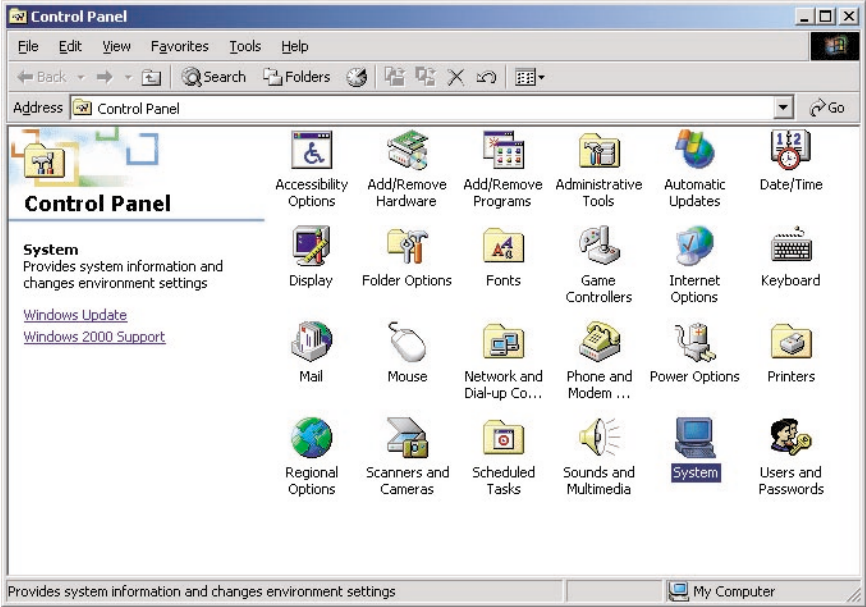 Control Panel
File Edit View Favorites Tools Help
Back Search Folders
Address Control Panel Go
Control Panel
System
Provides system information and
changes environment settings
Windows Update
Windows 2000 Support
Accessibility
Options
Add/Remove
Hardware
Add/Remove
Programs
Administrative
Tools
Automatic
Updates
Date/Time
Display
Folder Options
Fonts
Game
Controllers
Internet
Options
Keyboard
Mail
Mouse
Network and
Dial-up Co...
Phone and
Modem ...
Power Options
Printers
Regional
Options
Scanners and
Cameras
Scheduled
Tasks
Sounds and
Multimedia
System
Users and
Passwords
Provides system information and changes environment settings My Computer